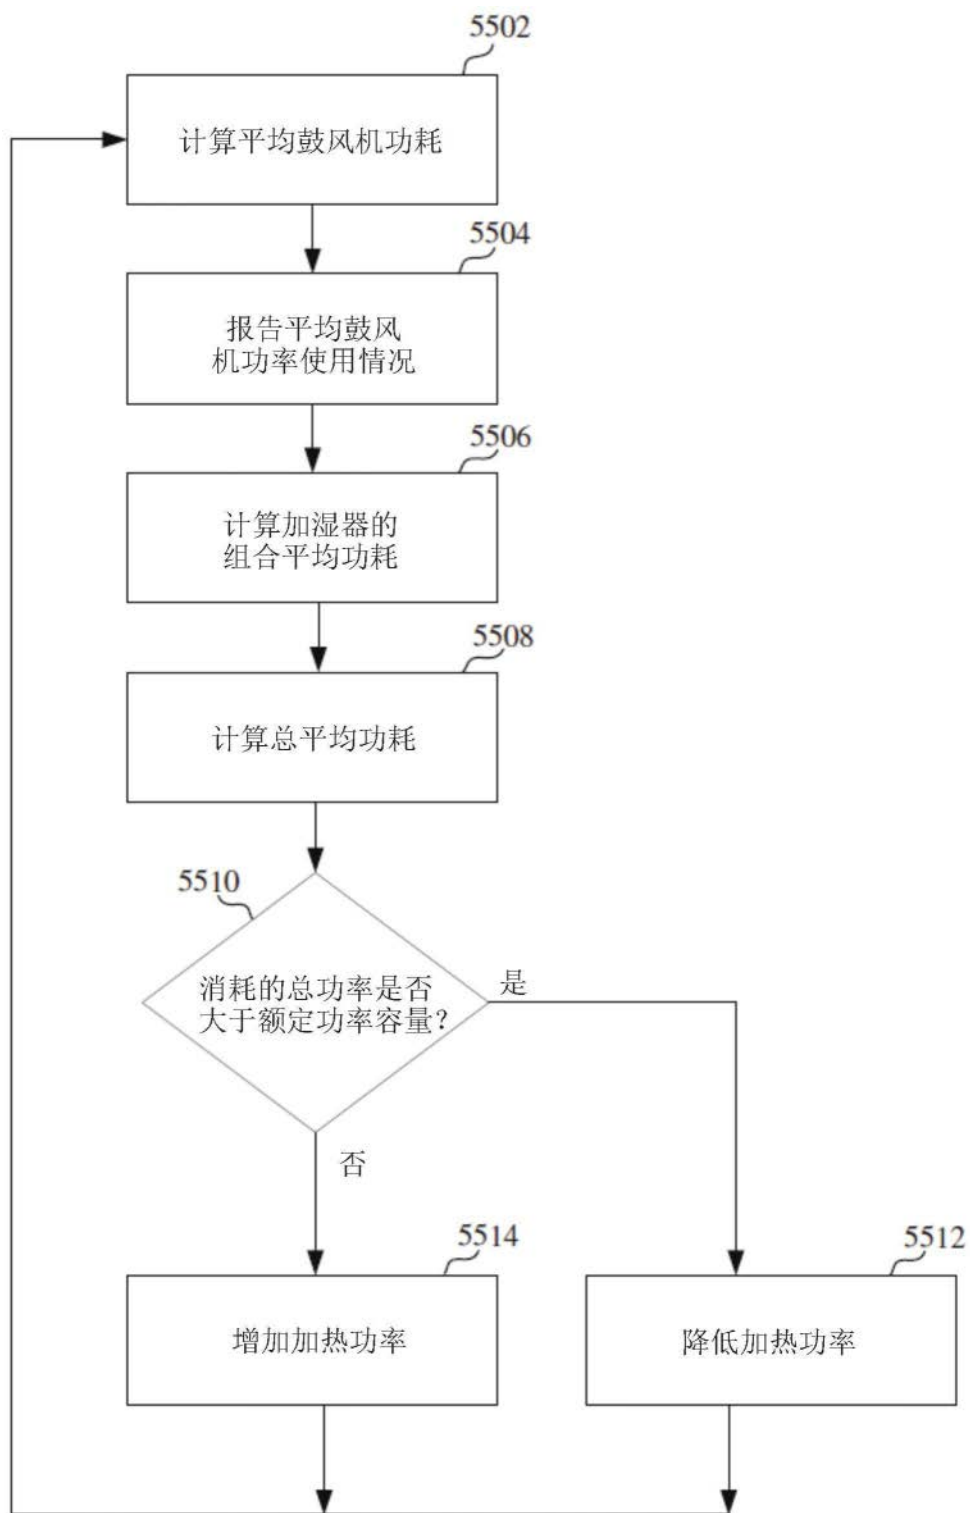 5502
计算平均鼓风机功耗
5504
报告平均鼓风
机功率使用情况
5506
计算加湿器的
组合平均功耗
5508
计算总平均功耗
5510
消耗的总功率是否
大于额定功率容量?
是
否
5514
增加加热功率
5512
降低加热功率